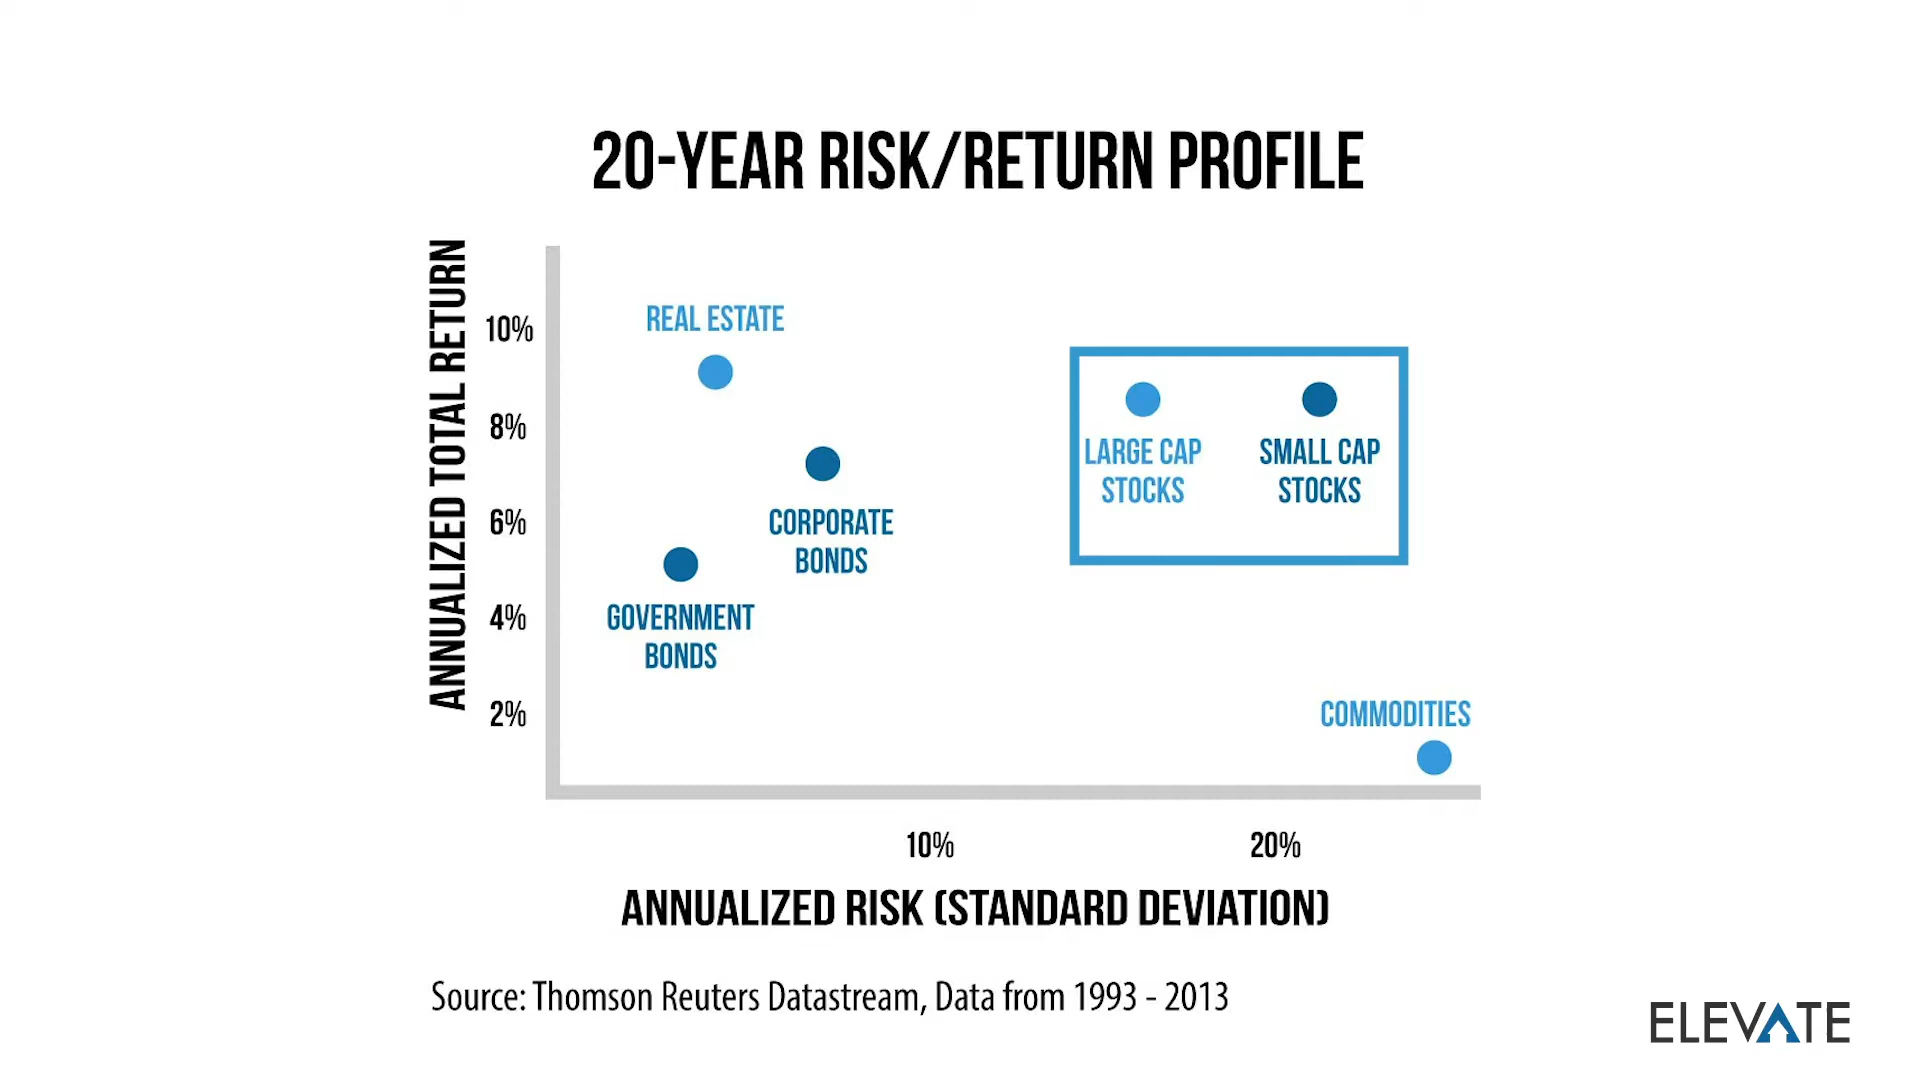 20-YEAR RISK/RETURN PROFILE
ANNUALIZED TOTAL RETURN
10%
8%
6%
4%
2%
REAL ESTATE
CORPORATE
BONDS
GOVERNMENT
BONDS
LARGE CAP
STOCKS
SMALL CAP
STOCKS
COMMODITIES
10%
20%
ANNUALIZED RISK (STANDARD DEVIATION)
Source: Thomson Reuters Datastream, Data from 1993 - 2013
ELEVATE